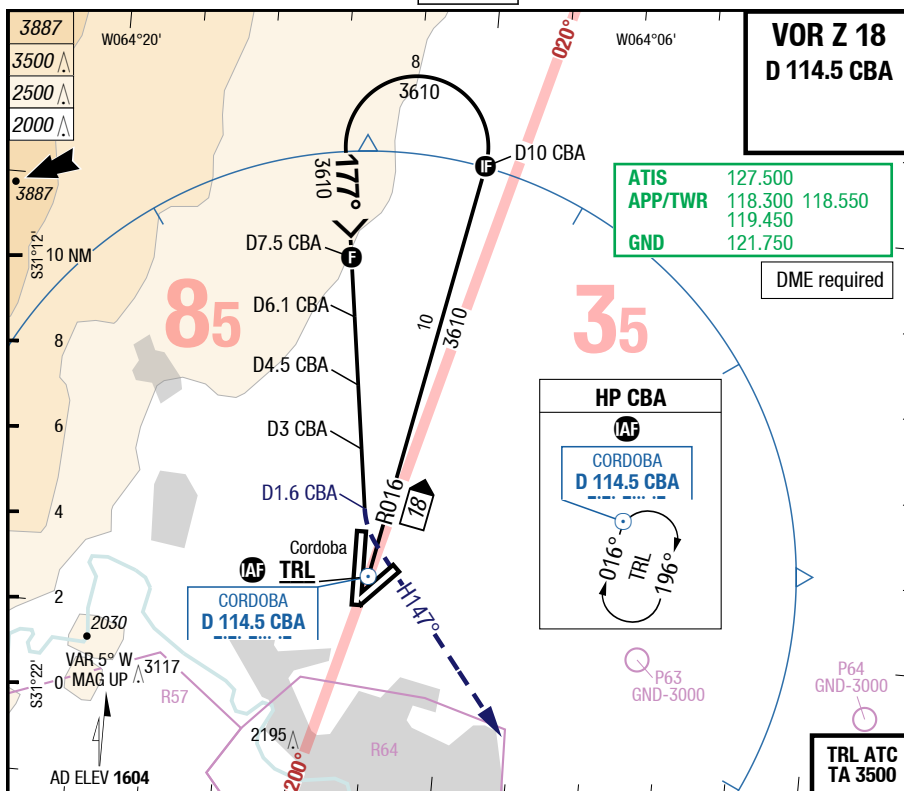 3887
3500
2500
2000
3887
W064°20'
W064°06'
020°
VOR Z 18
D 114.5 CBA
8
3610
177°
3610
IF
D10 CBA
ATIS 127.500
APP/TWR 118.300 118.550
119.450
GND 121.750
DME required
S31°12'
10 NM
D7.5 CBA
F
D6.1 CBA
85
35
10
3610
8
D4.5 CBA
6
D3 CBA
HP CBA
IAF
CORDOBA
D 114.5 CBA
016°
TRL
196°
D1.6 CBA
4
R016
18
Cordoba
IAF TRL
CORDOBA
D 114.5 CBA
H147°
2
2030
VAR 5° W
MAG UP
3117
R57
S31°22'
0
P63
GND-3000
P64
GND-3000
2195
R64
200°
AD ELEV 1604
TRL ATC
TA 3500